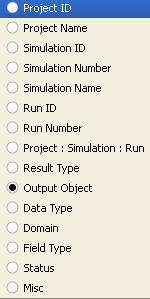 Project ID
Project Name
Simulation ID
Simulation Number
Simulation Name
Run ID
Run Number
Project : Simulation : Run
Result Type
Output Object
Data Type
Domain
Field Type
Status
Misc